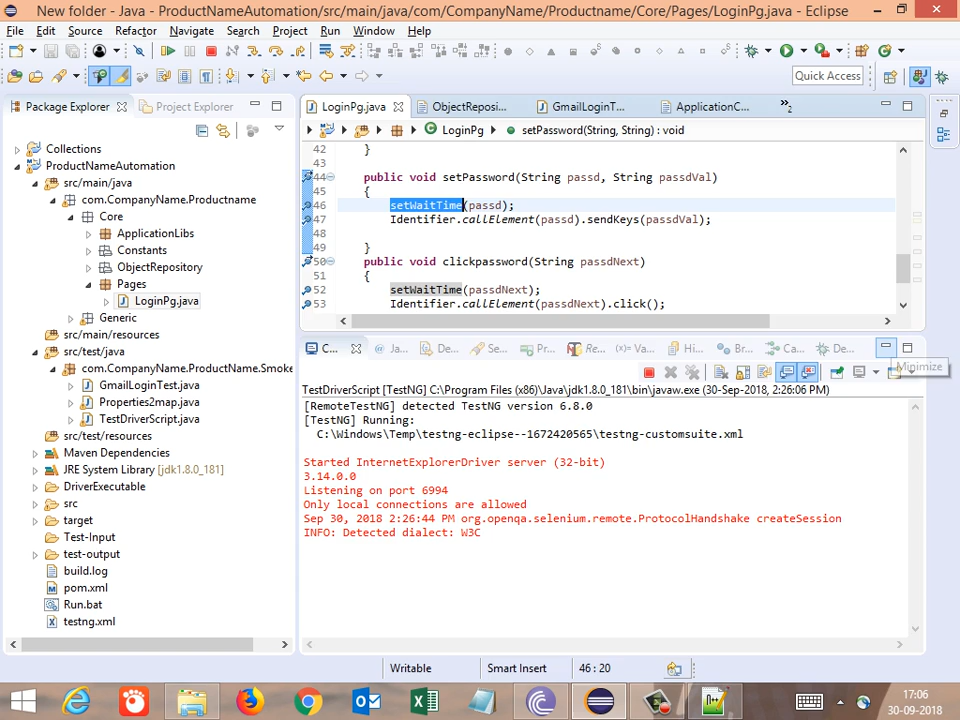 New folder - Java - ProductNameAutomation/src/main/java/com/CompanyName/Productname/Core/Pages/LoginPg.java - Eclipse
File Edit Source Refactor Navigate Search Project Run Window Help
Quick Access
Package Explorer
Project Explorer
LoginPg.java
ObjectReposi...
GmailLoginT...
ApplicationC...
2
LoginPg
setPassword(String, String) : void
Collections
ProductNameAutomation
src/main/java
com.CompanyName.Productname
Core
ApplicationLibs
Constants
ObjectRepository
Pages
LoginPg.java
Generic
src/main/resources
src/test/java
com.CompanyName.Productname.Smoke
GmailLoginTest.java
Properties2map.java
TestDriverScript.java
src/test/resources
Maven Dependencies
JRE System Library [jdk1.8.0_181]
DriverExecutable
src
target
Test-Input
test-output
build.log
pom.xml
Run.bat
testng.xml
42 }
43
44 public void setPassword(String passd, String passdVal)
45 {
46 setWaitTime(passd);
47 Identifier.callElement(passd).sendKeys(passdVal);
48
49 }
50 public void clickpassword(String passdNext)
51 {
52 setWaitTime(passdNext);
53 Identifier.callElement(passdNext).click();
C... Ja... De... Se... Pr... Re... (x)= Va... Hi... Br... Ca... De...
Minimize
TestDriverScript [TestNG] C:\Program Files (x86)\Java\jdk1.8.0_181\bin\javaw.exe (30-Sep-2018, 2:26:06 PM)
[RemoteTestNG] detected TestNG version 6.8.0
[TestNG] Running:
C:\Windows\Temp\testng-eclipse--1672420565\testng-customsuite.xml
Started InternetExplorerDriver server (32-bit)
3.14.0.0
Listening on port 6994
Only local connections are allowed
Sep 30, 2018 2:26:44 PM org.openqa.selenium.remote.ProtocolHandshake createSession
INFO: Detected dialect: W3C
Writable
Smart Insert
46 : 20
17:06
30-09-2018